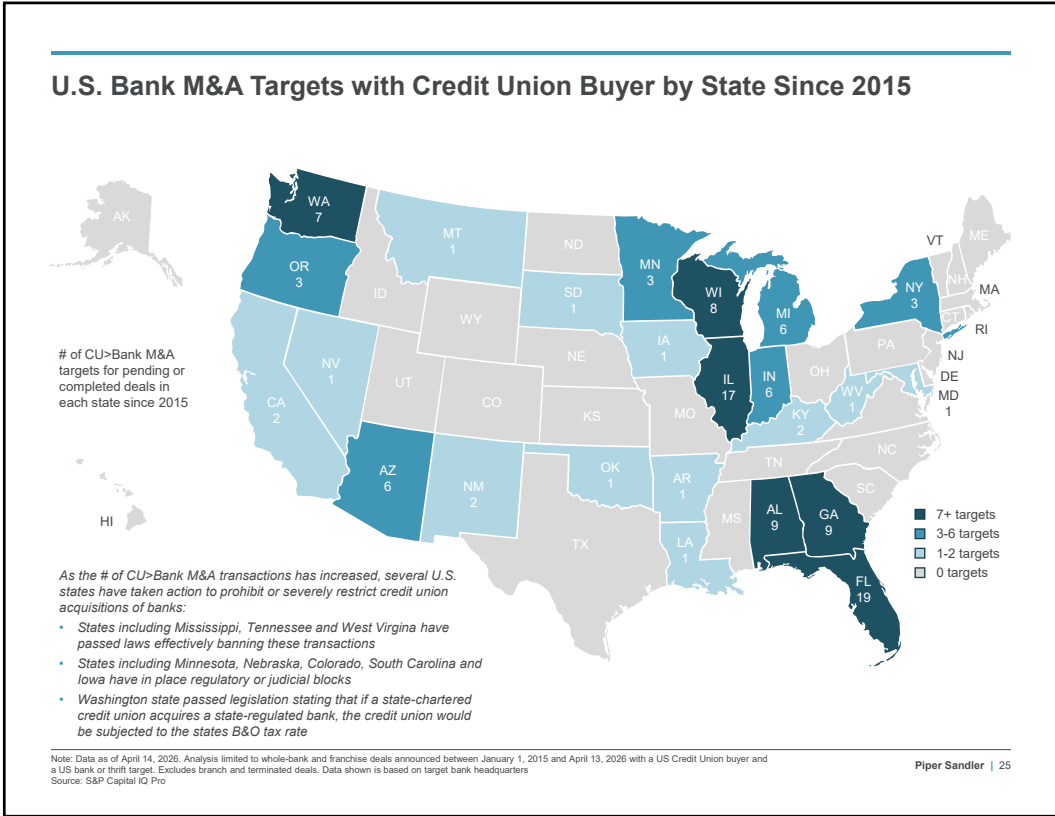 U.S. Bank M&A Targets with Credit Union Buyer by State Since 2015
AK
WA
7
MT
1
ND
MN
3
VT
ME
OR
3
ID
SD
1
WI
8
MI
6
NY
3
NH
MA
WY
CT
RI
# of CU>Bank M&A
targets for pending or
completed deals in
each state since 2015
NV
1
IA
1
NE
PA
NJ
UT
CO
IL
17
IN
6
OH
DE
CA
2
KS
MO
WV
1
MD
1
KY
2
AZ
6
NM
2
OK
1
AR
1
TN
NC
HI
TX
LA
1
MS
AL
9
GA
9
SC
FL
19
7+ targets
3-6 targets
1-2 targets
0 targets
As the # of CU>Bank M&A transactions has increased, several U.S.
states have taken action to prohibit or severely restrict credit union
acquisitions of banks:
• States including Mississippi, Tennessee and West Virgina have
passed laws effectively banning these transactions
• States including Minnesota, Nebraska, Colorado, South Carolina and
Iowa have in place regulatory or judicial blocks
• Washington state passed legislation stating that if a state-chartered
credit union acquires a state-regulated bank, the credit union would
be subjected to the states B&O tax rate
Note: Data as of April 14, 2026. Analysis limited to whole-bank and franchise deals announced between January 1, 2015 and April 13, 2026 with a US Credit Union buyer and
a US bank or thrift target. Excludes branch and terminated deals. Data shown is based on target bank headquarters
Source: S&P Capital IQ Pro
Piper Sandler | 25